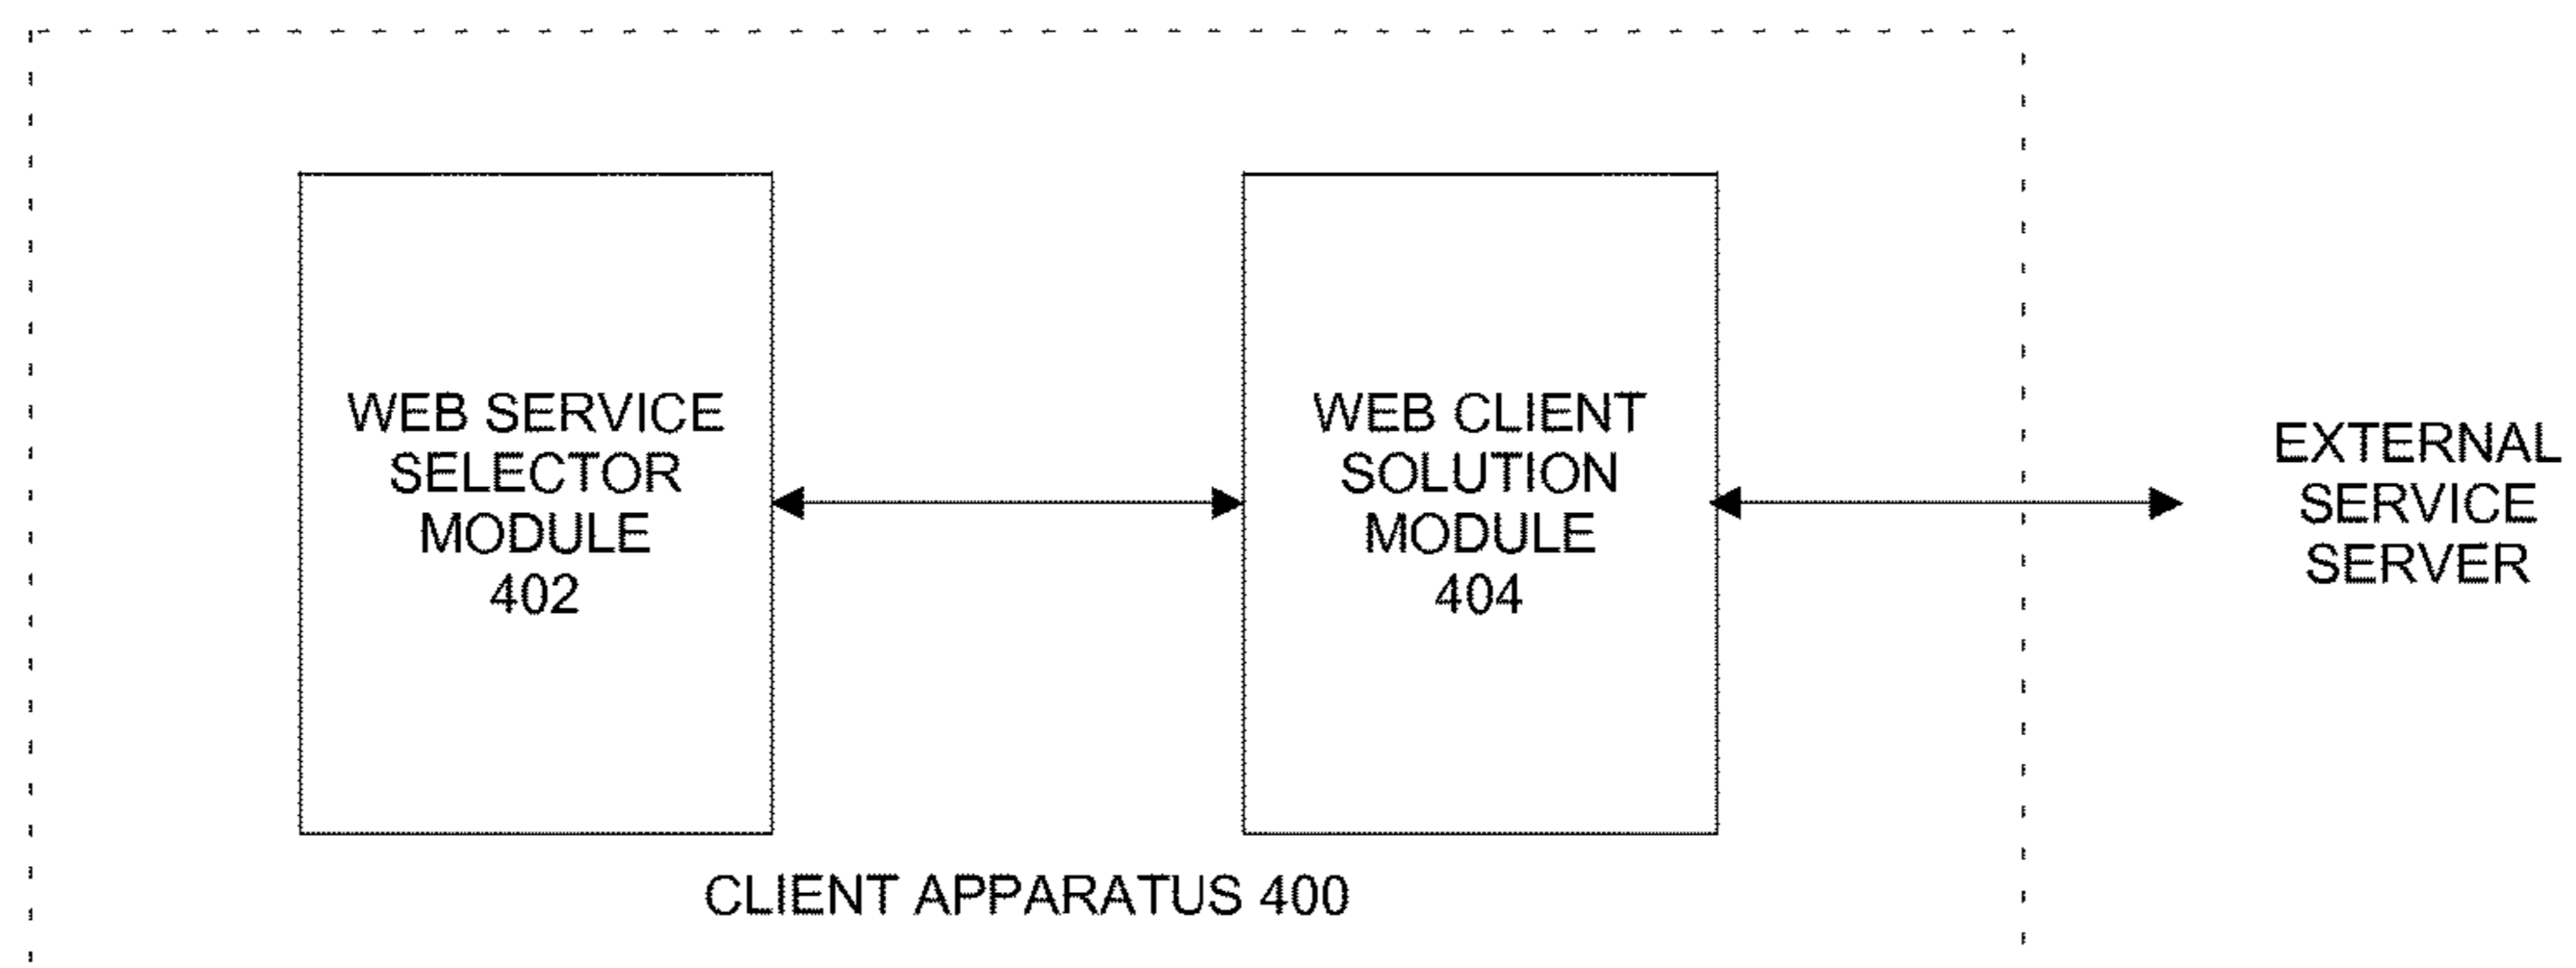 WEB SERVICE
SELECTOR
MODULE
402
WEB CLIENT
SOLUTION
MODULE
404
EXTERNAL
SERVICE
SERVER
CLIENT APPARATUS 400